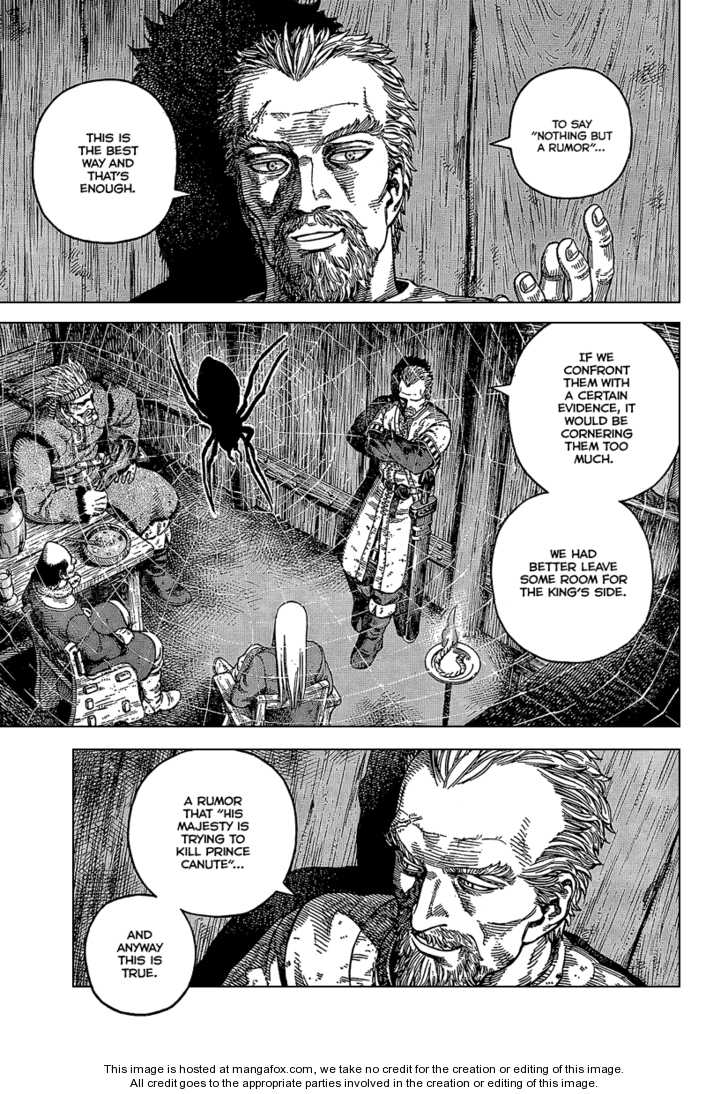 TO SAY
"NOTHING BUT
A RUMOR"...
THIS IS
THE BEST
WAY AND
THAT'S
ENOUGH.
IF WE
CONFRONT
THEM WITH
A CERTAIN
EVIDENCE, IT
WOULD BE
CORNERING
THEM TOO
MUCH.
WE HAD
BETTER LEAVE
SOME ROOM FOR
THE KING'S SIDE.
A RUMOR
THAT "HIS
MAJESTY IS
TRYING TO
KILL PRINCE
CANUTE"...
AND
ANYWAY
THIS IS
TRUE.
This image is hosted at mangafox.com, we take no credit for the creation or editing of this image.
All credit goes to the appropriate parties involved in the creation or editing of this image.